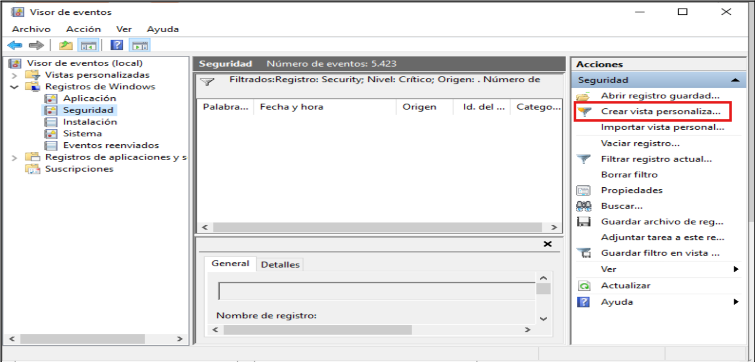 Visor de eventos
Archivo Acción Ver Ayuda
Visor de eventos (local)
Vistas personalizadas
Registros de Windows
Aplicación
Seguridad
Instalación
Sistema
Eventos reenviados
Registros de aplicaciones y s
Suscripciones
Seguridad Número de eventos: 5.423
Filtrados:Registro: Security; Nivel: Crítico; Origen: . Número de
Palabra... Fecha y hora Origen Id. del ... Catego...
General Detalles
Nombre de registro:
Acciones
Seguridad
Abrir registro guardad...
Crear vista personaliza...
Importar vista personal...
Vaciar registro...
Filtrar registro actual...
Borrar filtro
Propiedades
Buscar...
Guardar archivo de reg...
Adjuntar tarea a este re...
Guardar filtro en vista ...
Ver
Actualizar
Ayuda